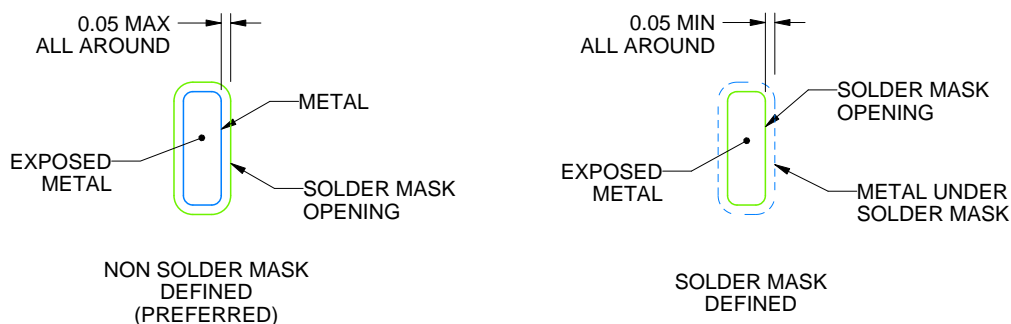 0.05 MAX
ALL AROUND
METAL
EXPOSED
METAL
SOLDER MASK
OPENING
NON SOLDER MASK
DEFINED
(PREFERRED)
0.05 MIN
ALL AROUND
SOLDER MASK
OPENING
EXPOSED
METAL
METAL UNDER
SOLDER MASK
SOLDER MASK
DEFINED